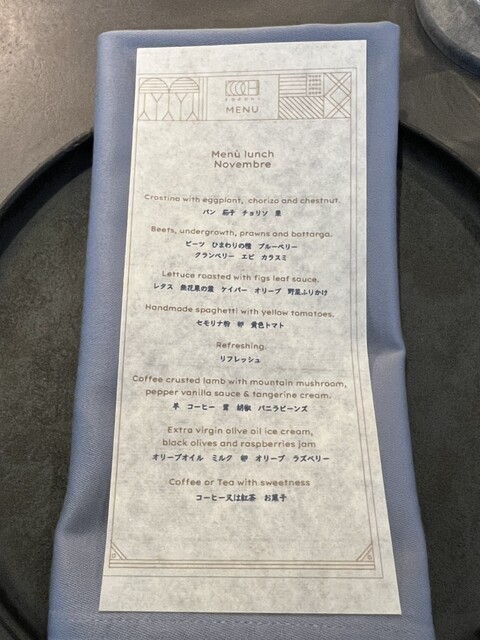 MENU
Menù lunch
Novembre
Crostino with eggplant, chorizo and chestnut.
パン 茄子 チョリソ 栗
Beets, undergrowth, prawns and bottarga.
ビーツ ひまわりの種 ブルーベリー
クランベリー エビ カラスミ
Lettuce roasted with figs leaf sauce.
レタス 無花果の葉 ケイパー オリーブ 野菜ふりかけ
Handmade spaghetti with yellow tomatoes.
セモリナ粉 卵 黄色トマト
Refreshing.
リフレッシュ
Coffee crusted lamb with mountain mushroom,
pepper vanilla sauce & tangerine cream.
羊 コーヒー 茸 胡椒 バニラビーンズ
Extra virgin olive oil ice cream,
black olives and raspberries jam
オリーブオイル ミルク 卵 オリーブ ラズベリー
Coffee or Tea with sweetness
コーヒー又は紅茶 お菓子